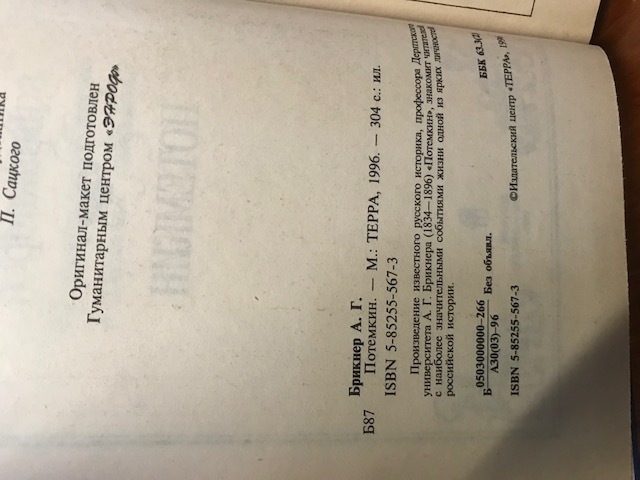 П. Сацкого
Оригинал-макет подготовлен
Гуманитарным центром «ЭАРОСР»
Брикнер А. Г.
Б87 Потемкин. — М.: ТЕРРА, 1996. — 304 с.: ил.
ISBN 5-85255-567-3
Произведение известного русского историка, профессора Дерптского
университета А. Г. Брикнера (1834—1896) «Потемкин», знакомит читателей
с наиболее значительными событиями жизни одной из ярких личностей
российской истории.
Б 0503000000-266 Без объявл. ББК 63.3(2)
А30(03)-96
ISBN 5-85255-567-3 ©Издательский центр «ТЕРРА»,